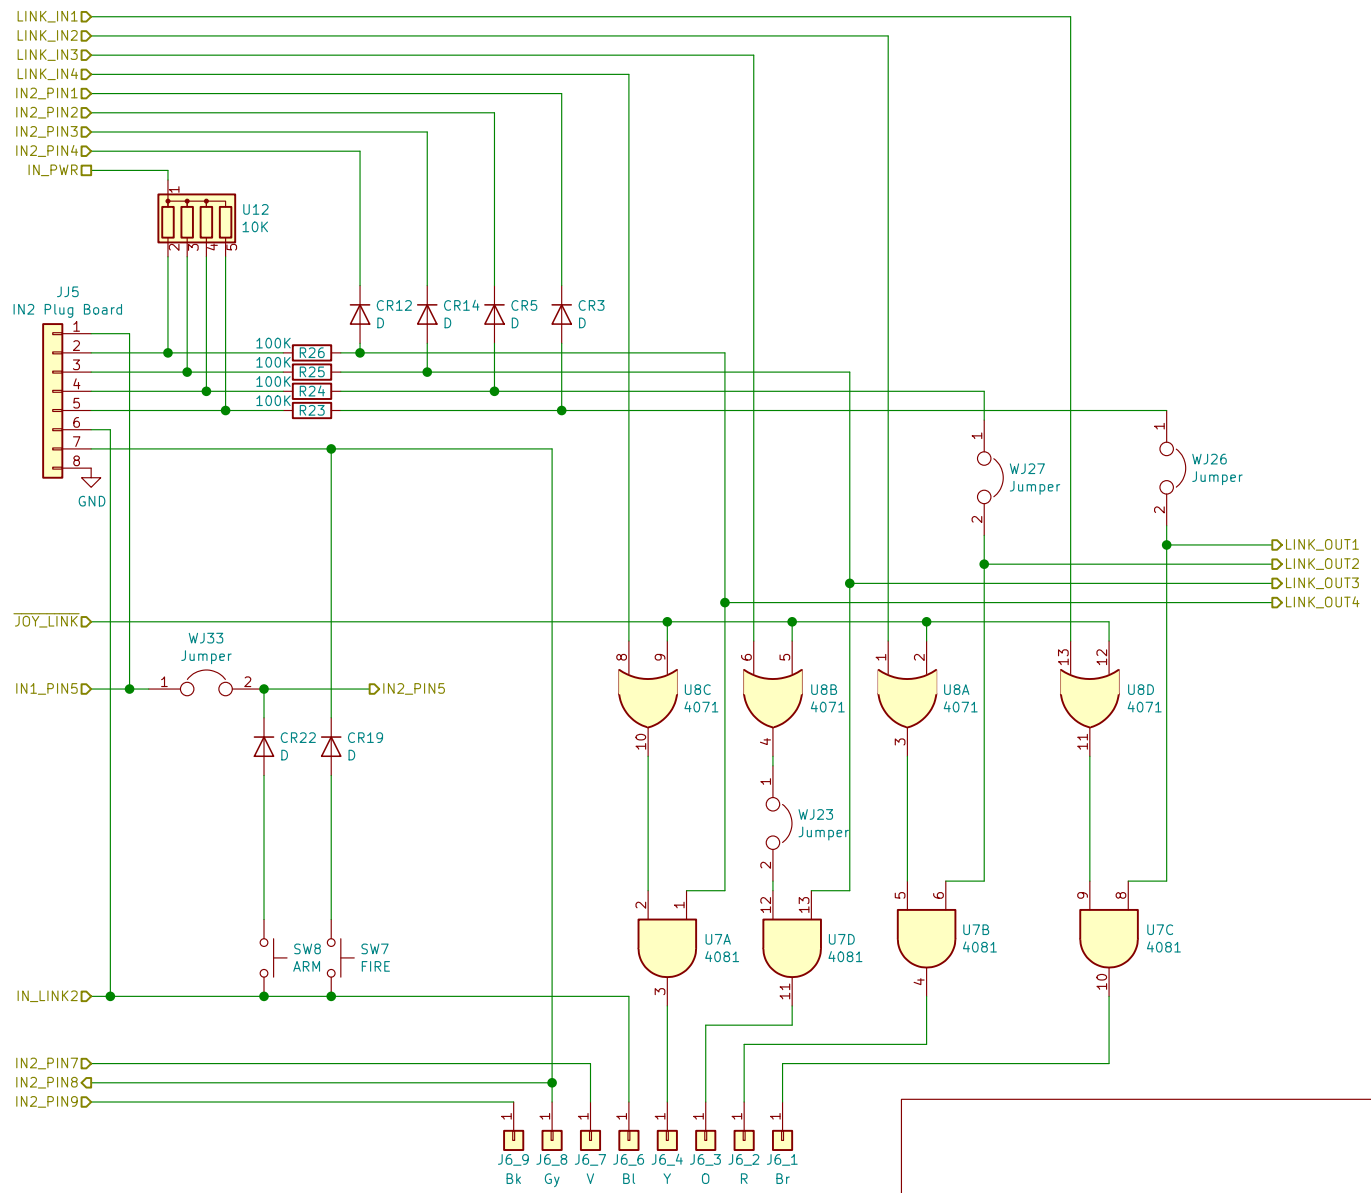 LINK_IN1
LINK_IN2
LINK_IN3
LINK_IN4
IN2_PIN1
IN2_PIN2
IN2_PIN3
IN2_PIN4
IN_PWR
1
U12
10K
2 3 4 5
JJ5
IN2 Plug Board
CR12
D
CR14
D
CR5
D
CR3
D
1
2
3
4
5
6
7
8
GND
100K
R26
100K
R25
100K
R24
100K
R23
1
WJ27
Jumper
2
1
WJ26
Jumper
2
LINK_OUT1
LINK_OUT2
LINK_OUT3
LINK_OUT4
JOY_LINK
WJ33
Jumper
IN1_PIN5
1 2
IN2_PIN5
8 9
U8C
4071
10
6 5
U8B
4071
4
1 2
U8A
4071
3
13 12
U8D
4071
11
CR22
D
CR19
D
1
WJ23
Jumper
2
2 1
U7A
4081
3
12 13
U7D
4081
11
5 6
U7B
4081
4
9 8
U7C
4081
10
SW8
ARM
SW7
FIRE
IN_LINK2
IN2_PIN7
IN2_PIN8
IN2_PIN9
1 1 1 1 1 1 1 1
J6_9 J6_8 J6_7 J6_6 J6_4 J6_3 J6_2 J6_1
Bk Gy V Bl Y O R Br